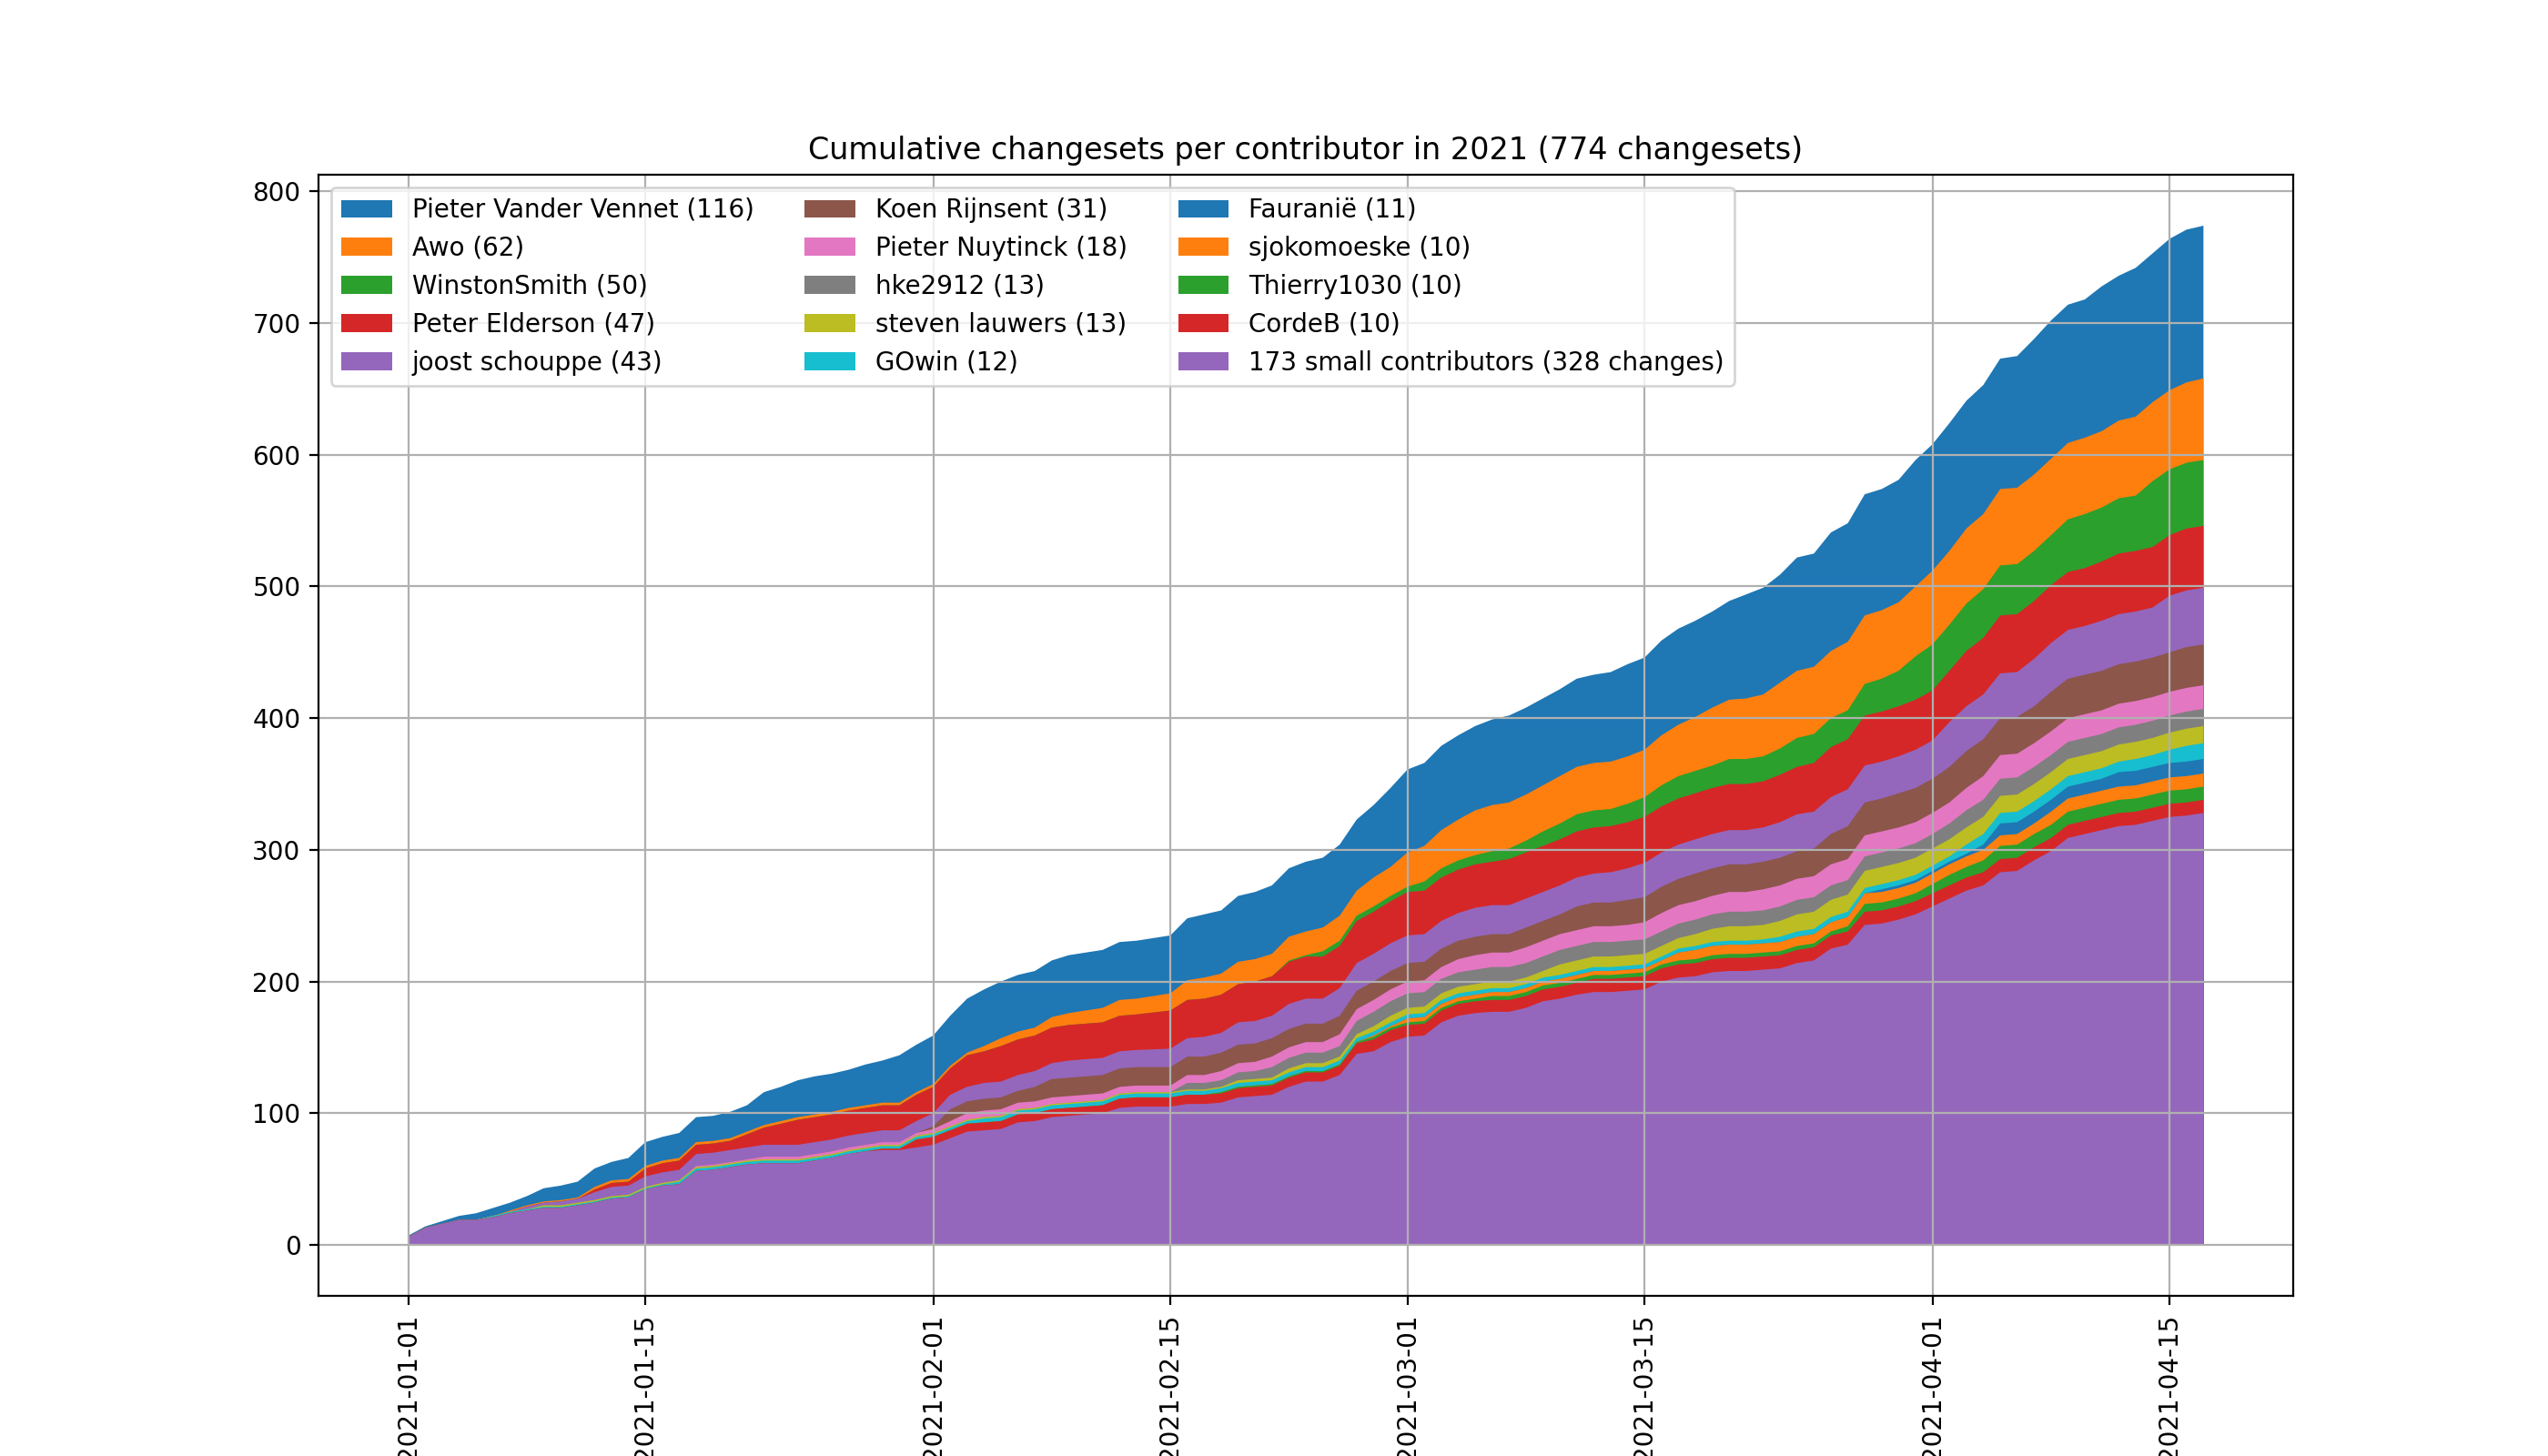 Cumulative changesets per contributor in 2021 (774 changesets)
Pieter Vander Vennet (116)
Awo (62)
WinstonSmith (50)
Peter Elderson (47)
joost schouppe (43)
Koen Rijnsent (31)
Pieter Nuytinck (18)
hke2912 (13)
steven lauwers (13)
GOwin (12)
Fauranië (11)
sjokomoeske (10)
Thierry1030 (10)
CordeB (10)
173 small contributors (328 changes)
800
700
600
500
400
300
200
100
0
2021-01-01
2021-01-15
2021-02-01
2021-02-15
2021-03-01
2021-03-15
2021-04-01
2021-04-15